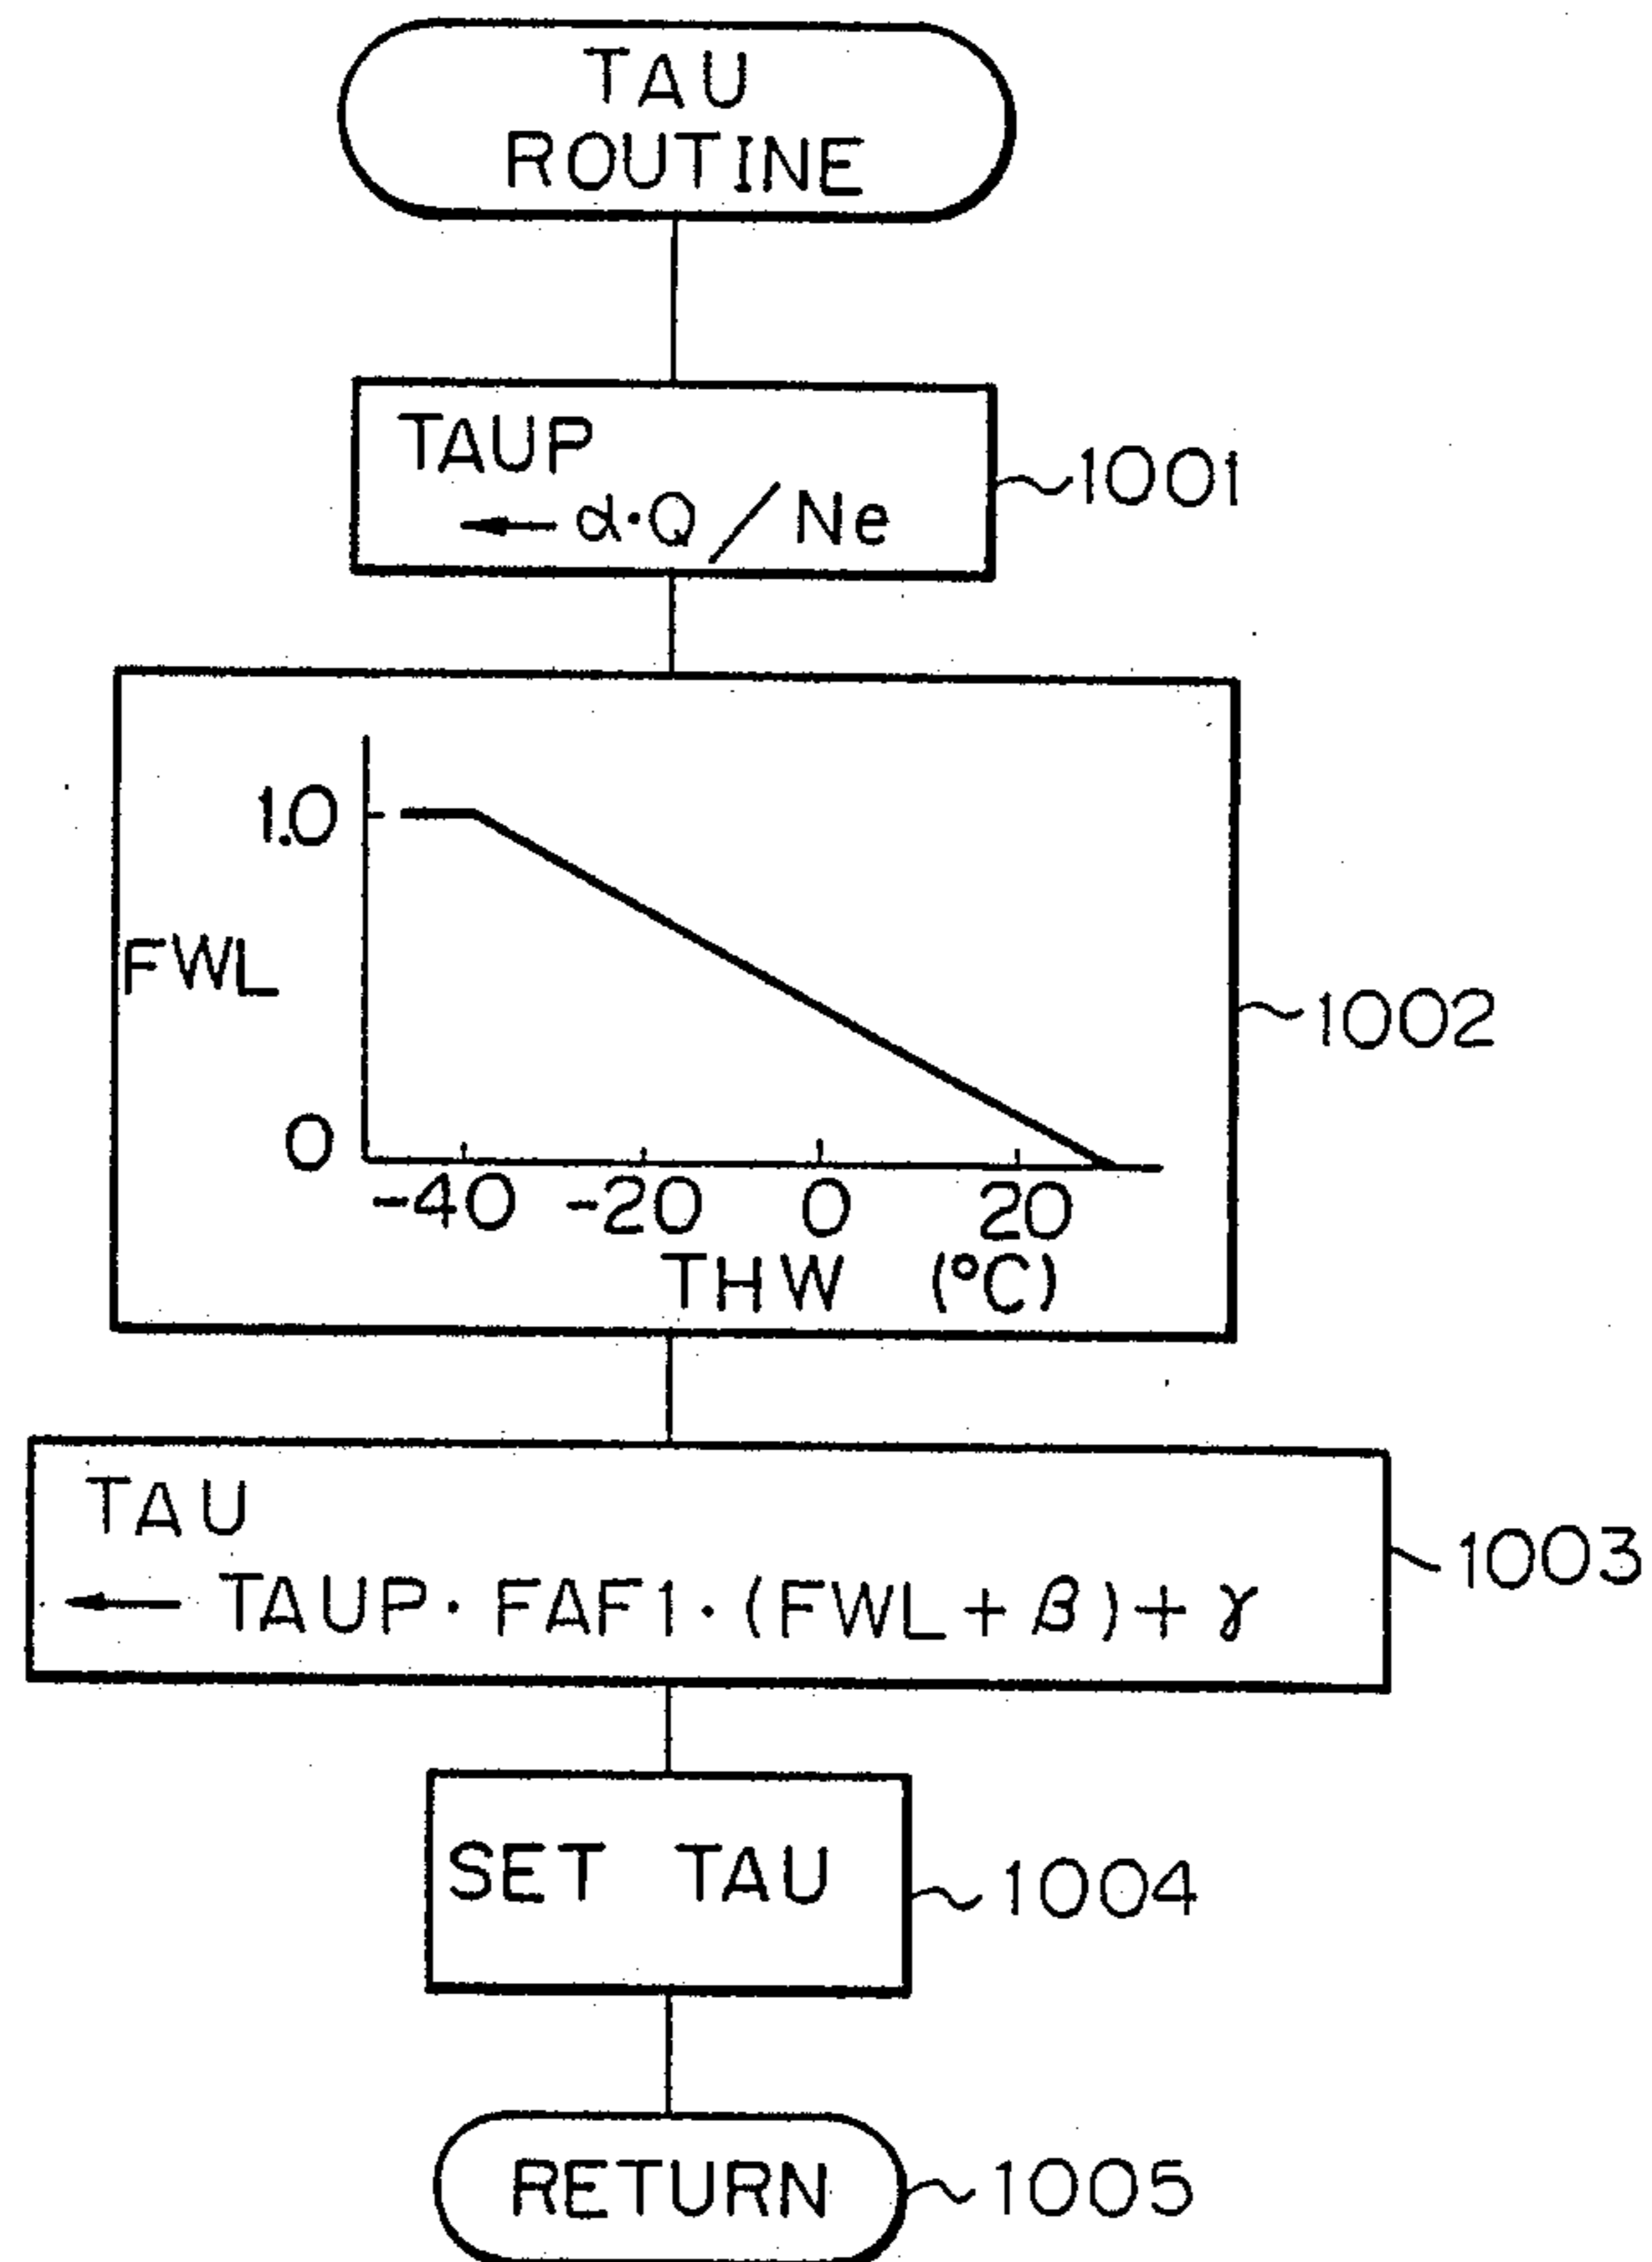 TAU
ROUTINE
TAUP
← α·Q/Ne
1001
1.0
FWL
0
-40 -20 0 20
THW (°C)
1002
TAU
← TAUP·FAF1·(FWL+β)+γ
1003
SET TAU
1004
RETURN
1005